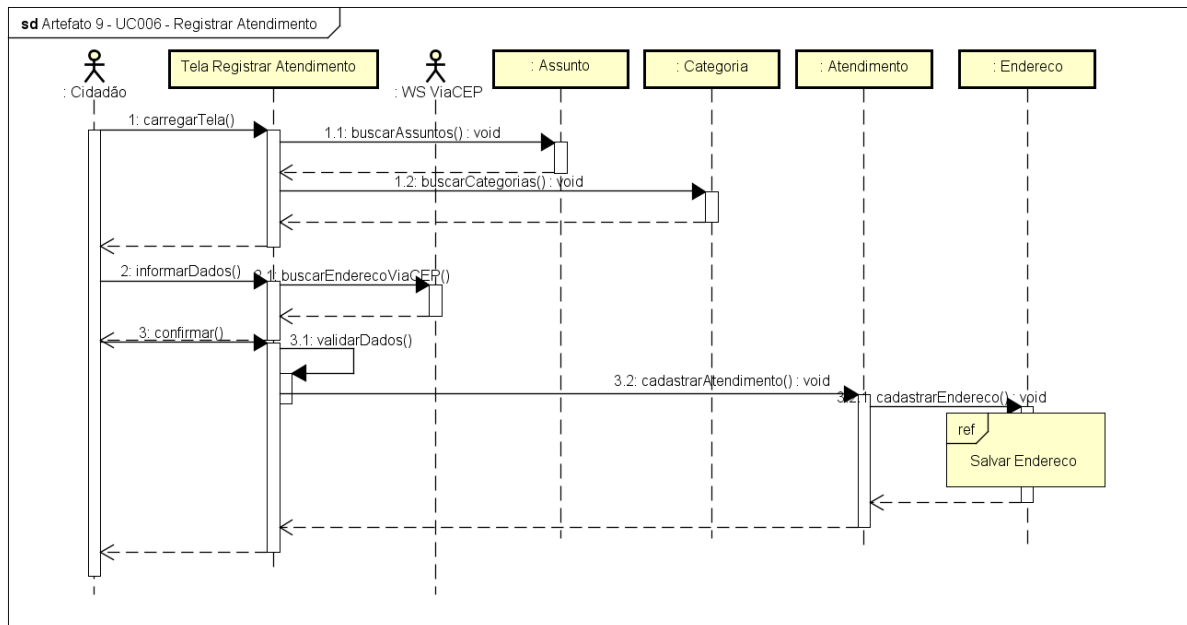 sd Artefato 9 - UC006 - Registrar Atendimento
: Cidadão
Tela Registrar Atendimento
: WS ViaCEP
: Assunto
: Categoria
: Atendimento
: Endereco
1: carregarTela()
1.1: buscarAssuntos() : void
1.2: buscarCategorias() : void
2: informarDados()
2.1: buscarEnderecoViaCEP()
3: confirmar()
3.1: validarDados()
3.2: cadastrarAtendimento() : void
3.2.1: cadastrarEndereco() : void
ref
Salvar Endereco